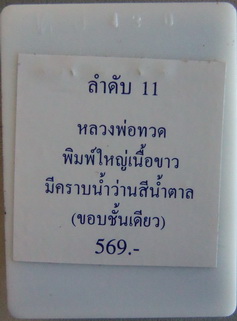 ลำดับ 11
หลวงพ่อทวด
พิมพ์ใหญ่เนื้อขาว
มีคราบน้ำว่านสีน้ำตาล
(ขอบชั้นเดียว)
569.-